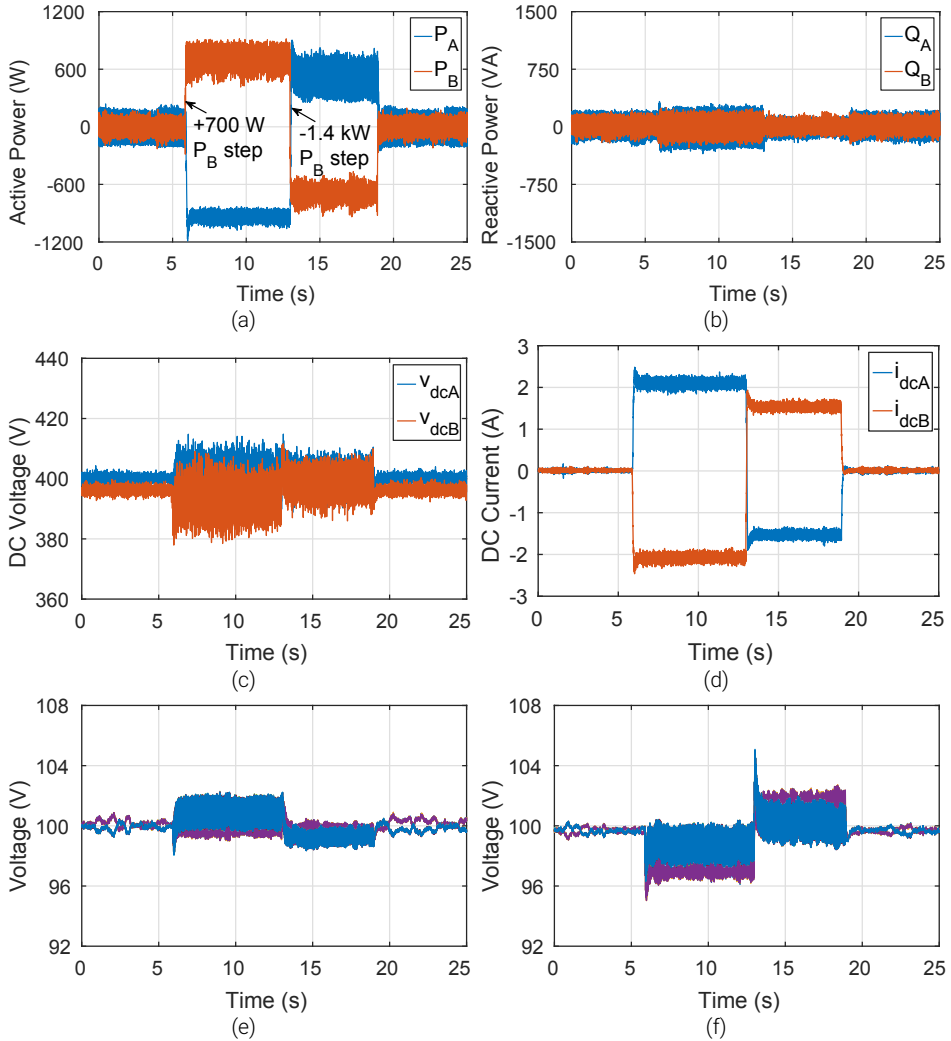 1200
600
0
-600
-1200
Active Power (W)
P_A
P_B
+700 W
P_B step
-1.4 kW
P_B step
0 5 10 15 20 25
Time (s)
(a)
1500
750
0
-750
-1500
Reactive Power (VA)
Q_A
Q_B
0 5 10 15 20 25
Time (s)
(b)
440
420
400
380
360
DC Voltage (V)
v_dcA
v_dcB
0 5 10 15 20 25
Time (s)
(c)
3
2
1
0
-1
-2
-3
DC Current (A)
i_dcA
i_dcB
0 5 10 15 20 25
Time (s)
(d)
108
104
100
96
92
Voltage (V)
0 5 10 15 20 25
Time (s)
(e)
108
104
100
96
92
Voltage (V)
0 5 10 15 20 25
Time (s)
(f)